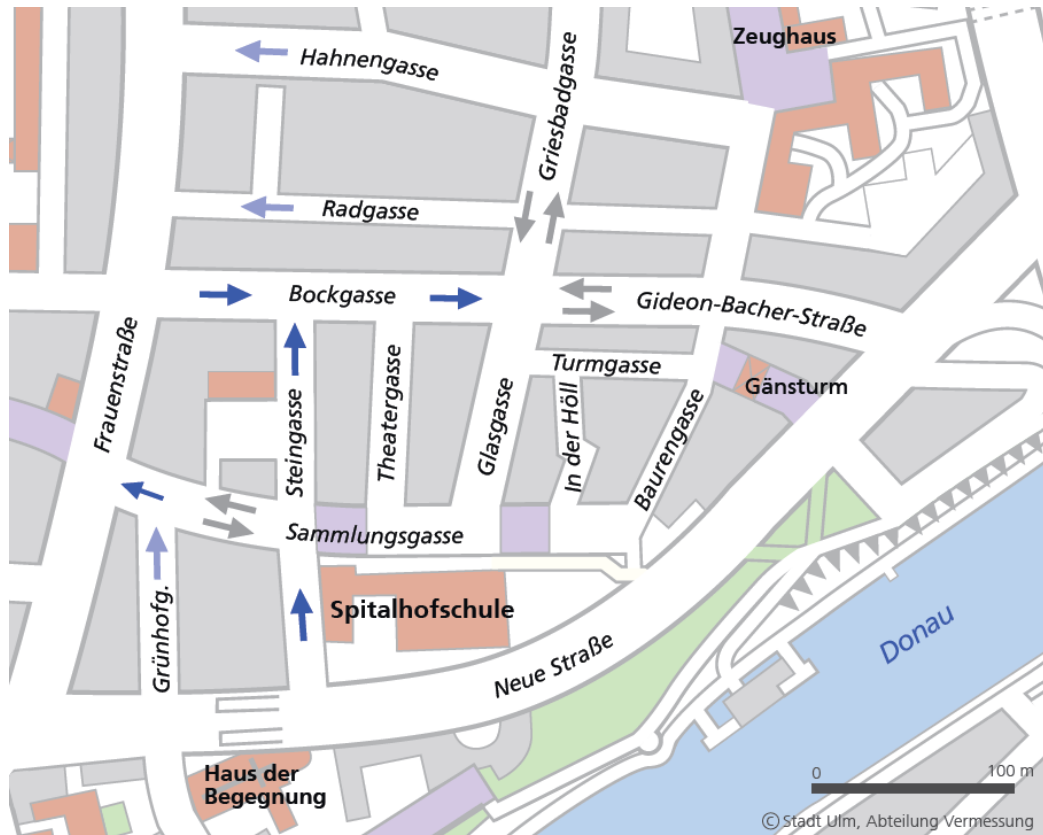 Zeughaus
Hahnengasse
Griesbadgasse
Radgasse
Bockgasse
Gideon-Bacher-Straße
Turmgasse
Gänsturm
Frauenstraße
Steingasse
Theatergasse
Glasgasse
In der Höll
Baurengasse
Sammlungsgasse
Grünhofg.
Spitalhofschule
Neue Straße
Donau
Haus der
Begegnung
0 100 m
© Stadt Ulm, Abteilung Vermessung